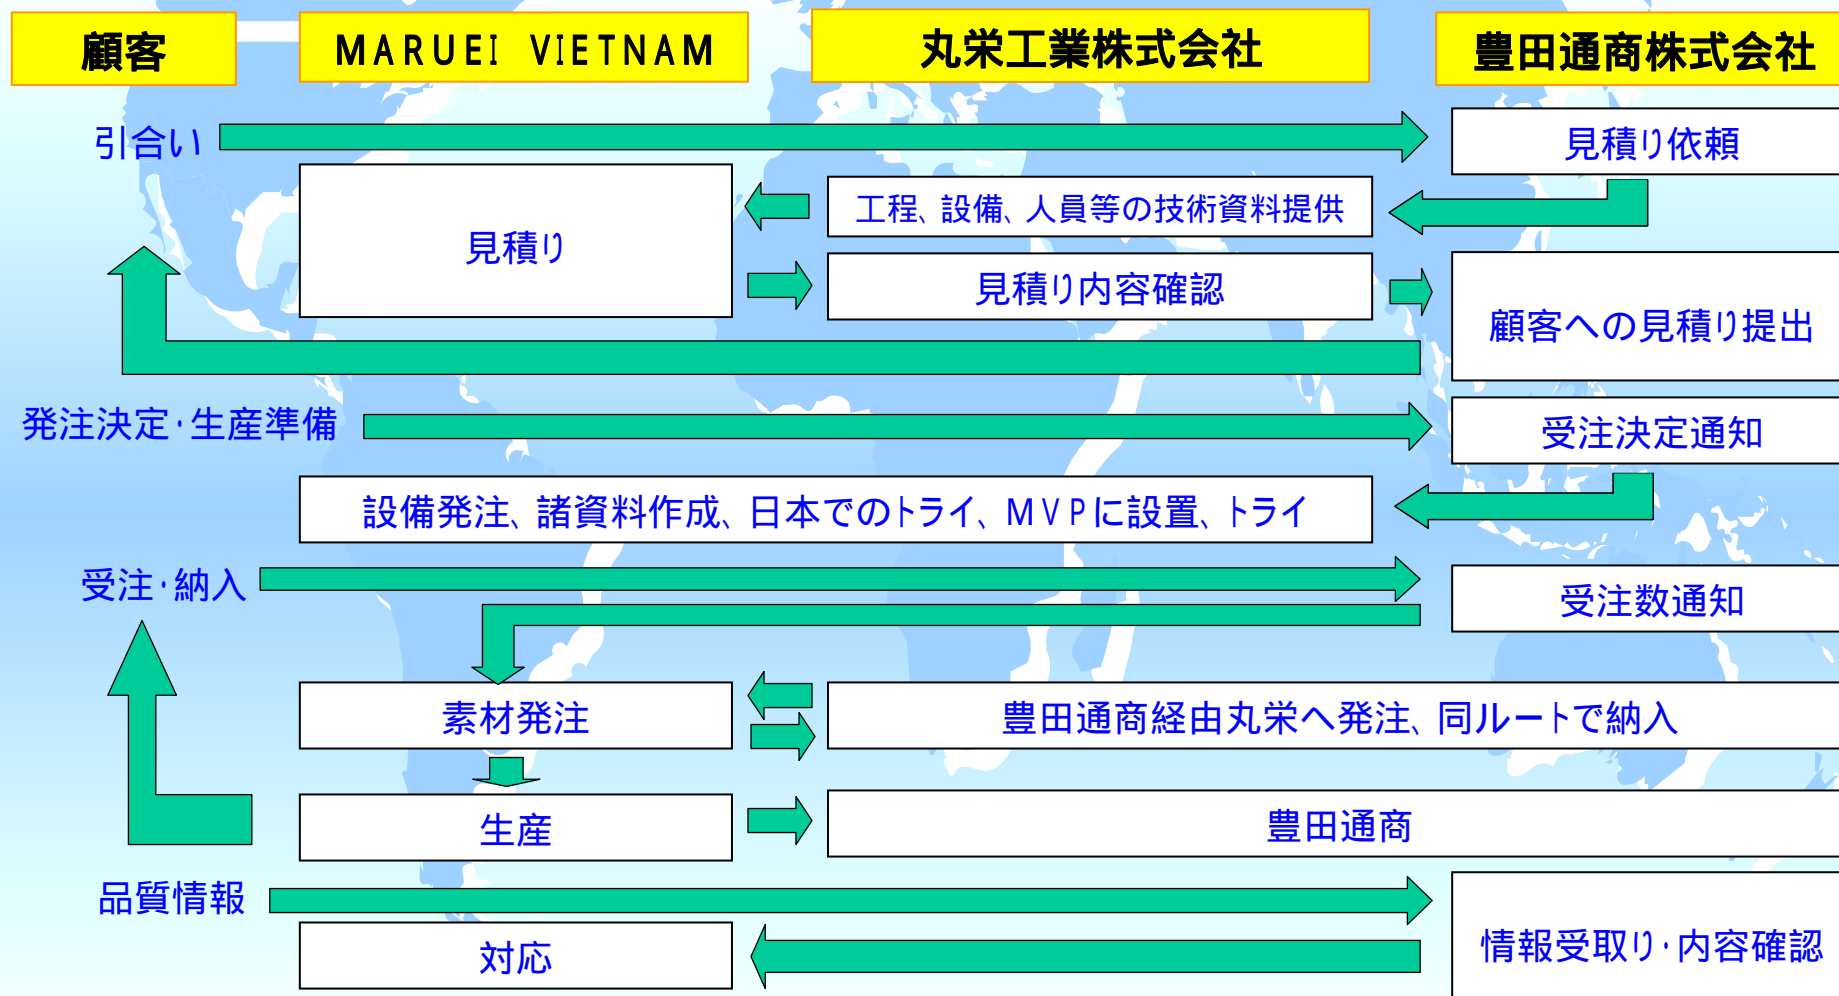 顧客
ＭＡＲＵＥＩ　ＶＩＥＴＮＡＭ
丸栄工業株式会社
豊田通商株式会社
引合い
見積り依頼
工程、設備、人員等の技術資料提供
見積り
見積り内容確認
顧客への見積り提出
発注決定・生産準備
受注決定通知
設備発注、諸資料作成、日本でのトライ、ＭＶＰに設置、トライ
受注・納入
受注数通知
素材発注
豊田通商経由丸栄へ発注、同ルートで納入
生産
豊田通商
品質情報
対応
情報受取り・内容確認